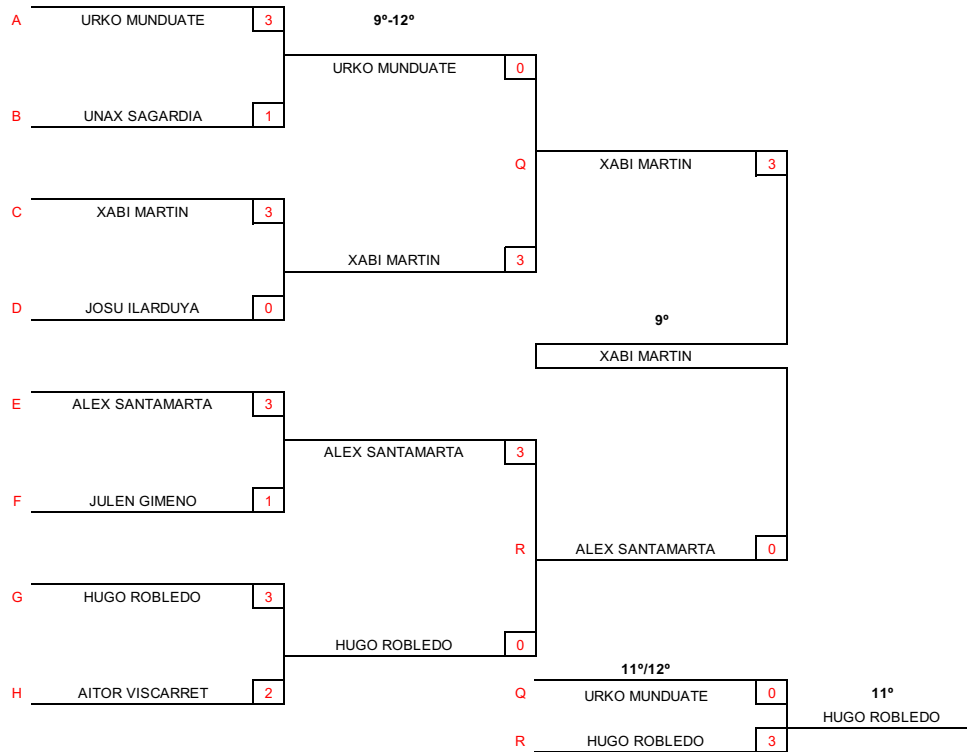 A URKO MUNDUATE 3 9º-12º
URKO MUNDUATE 0
B UNAX SAGARDIA 1
Q XABI MARTIN 3
C XABI MARTIN 3
XABI MARTIN 3
D JOSU ILARDUYA 0
9º
XABI MARTIN
E ALEX SANTAMARTA 3
ALEX SANTAMARTA 3
F JULEN GIMENO 1
R ALEX SANTAMARTA 0
G HUGO ROBLEDO 3
HUGO ROBLEDO 0
11º/12º
H AITOR VISCARRET 2 Q URKO MUNDUATE 0 11º
HUGO ROBLEDO
R HUGO ROBLEDO 3